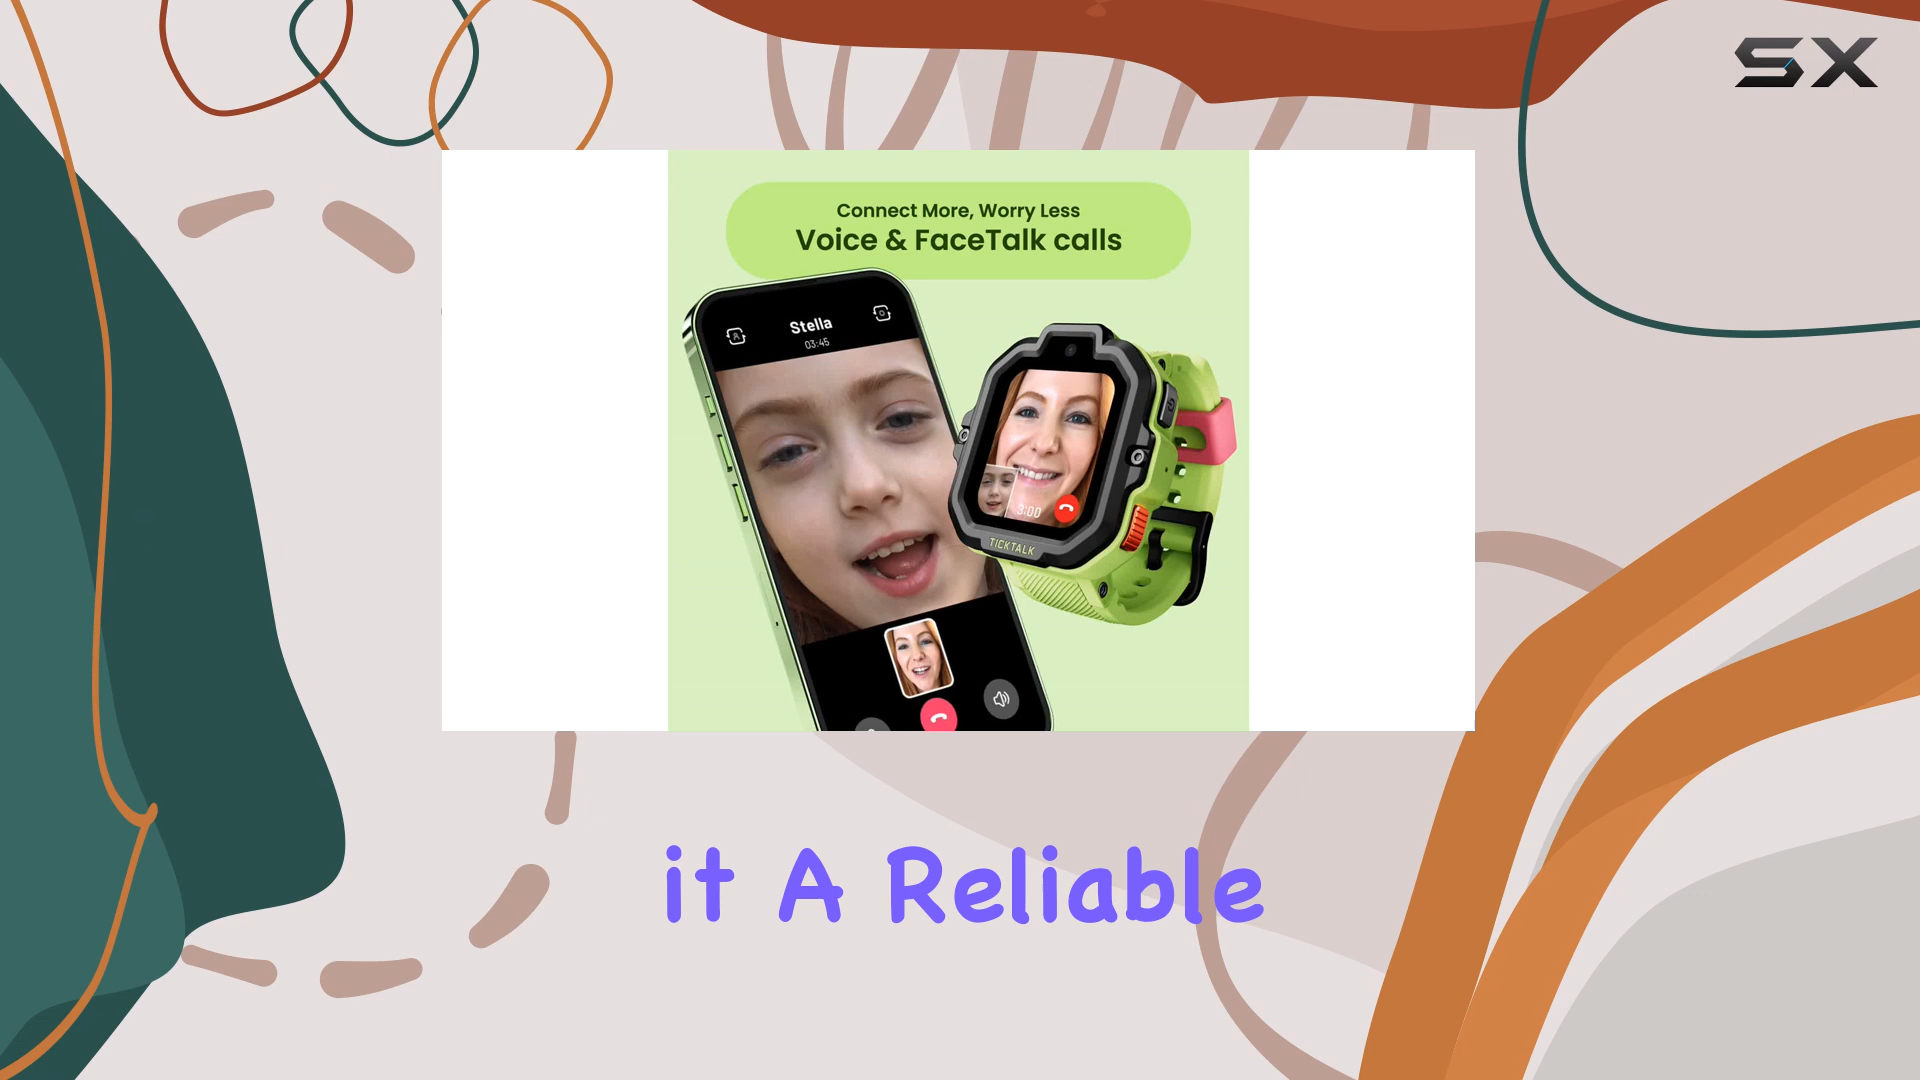 SX
Connect More, Worry Less
Voice & FaceTalk calls
Stella
03:45
3:00
TICKTALK
it A Reliable